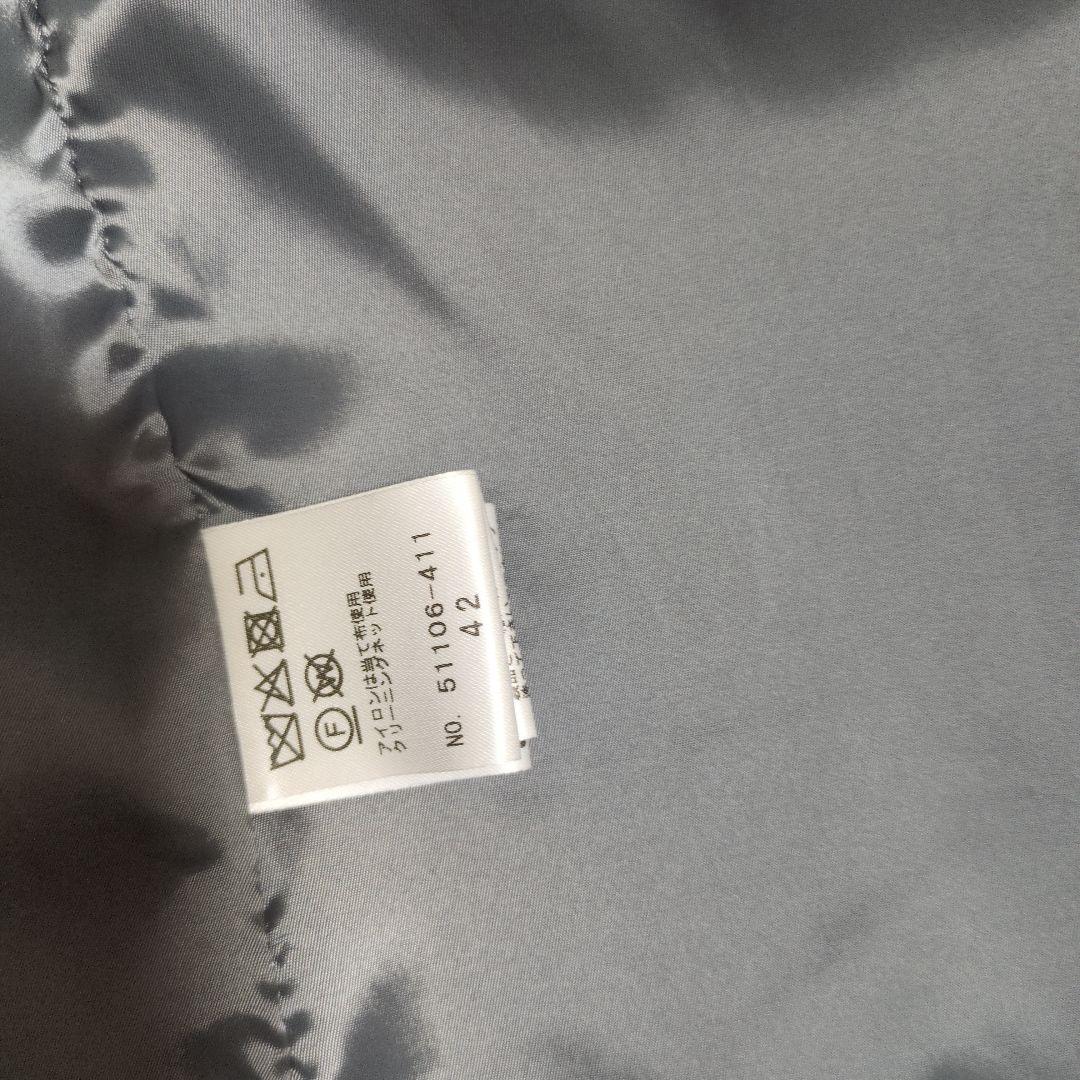 F W
アイロンは当て布使用
クリーニングネット使用
NO. 51106-411
42